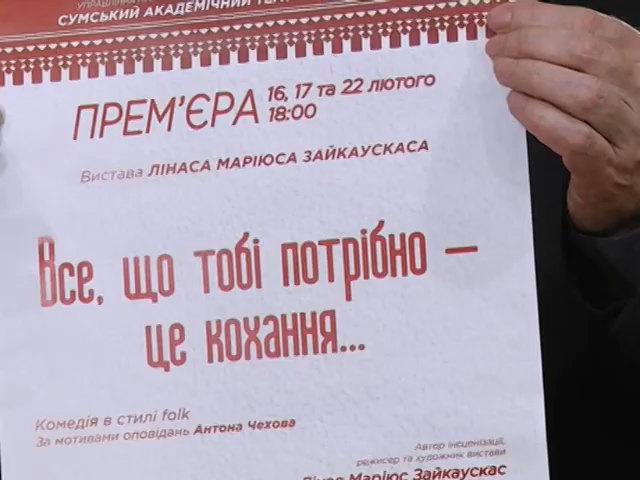 СУМСЬКИЙ АКАДЕМІЧНИЙ
ПРЕМ'ЄРА 16, 17 та 22 лютого
18:00
Вистава ЛІНАСА МАРІЮСА ЗАЙКАУСКАСА
Все, що тобі потрібно –
це кохання...
Комедія в стилі folk
За мотивами оповідань Антона Чехова
Автор інсценізації,
режисер та художник вистави
Лінас Маріюс Зайкаускас